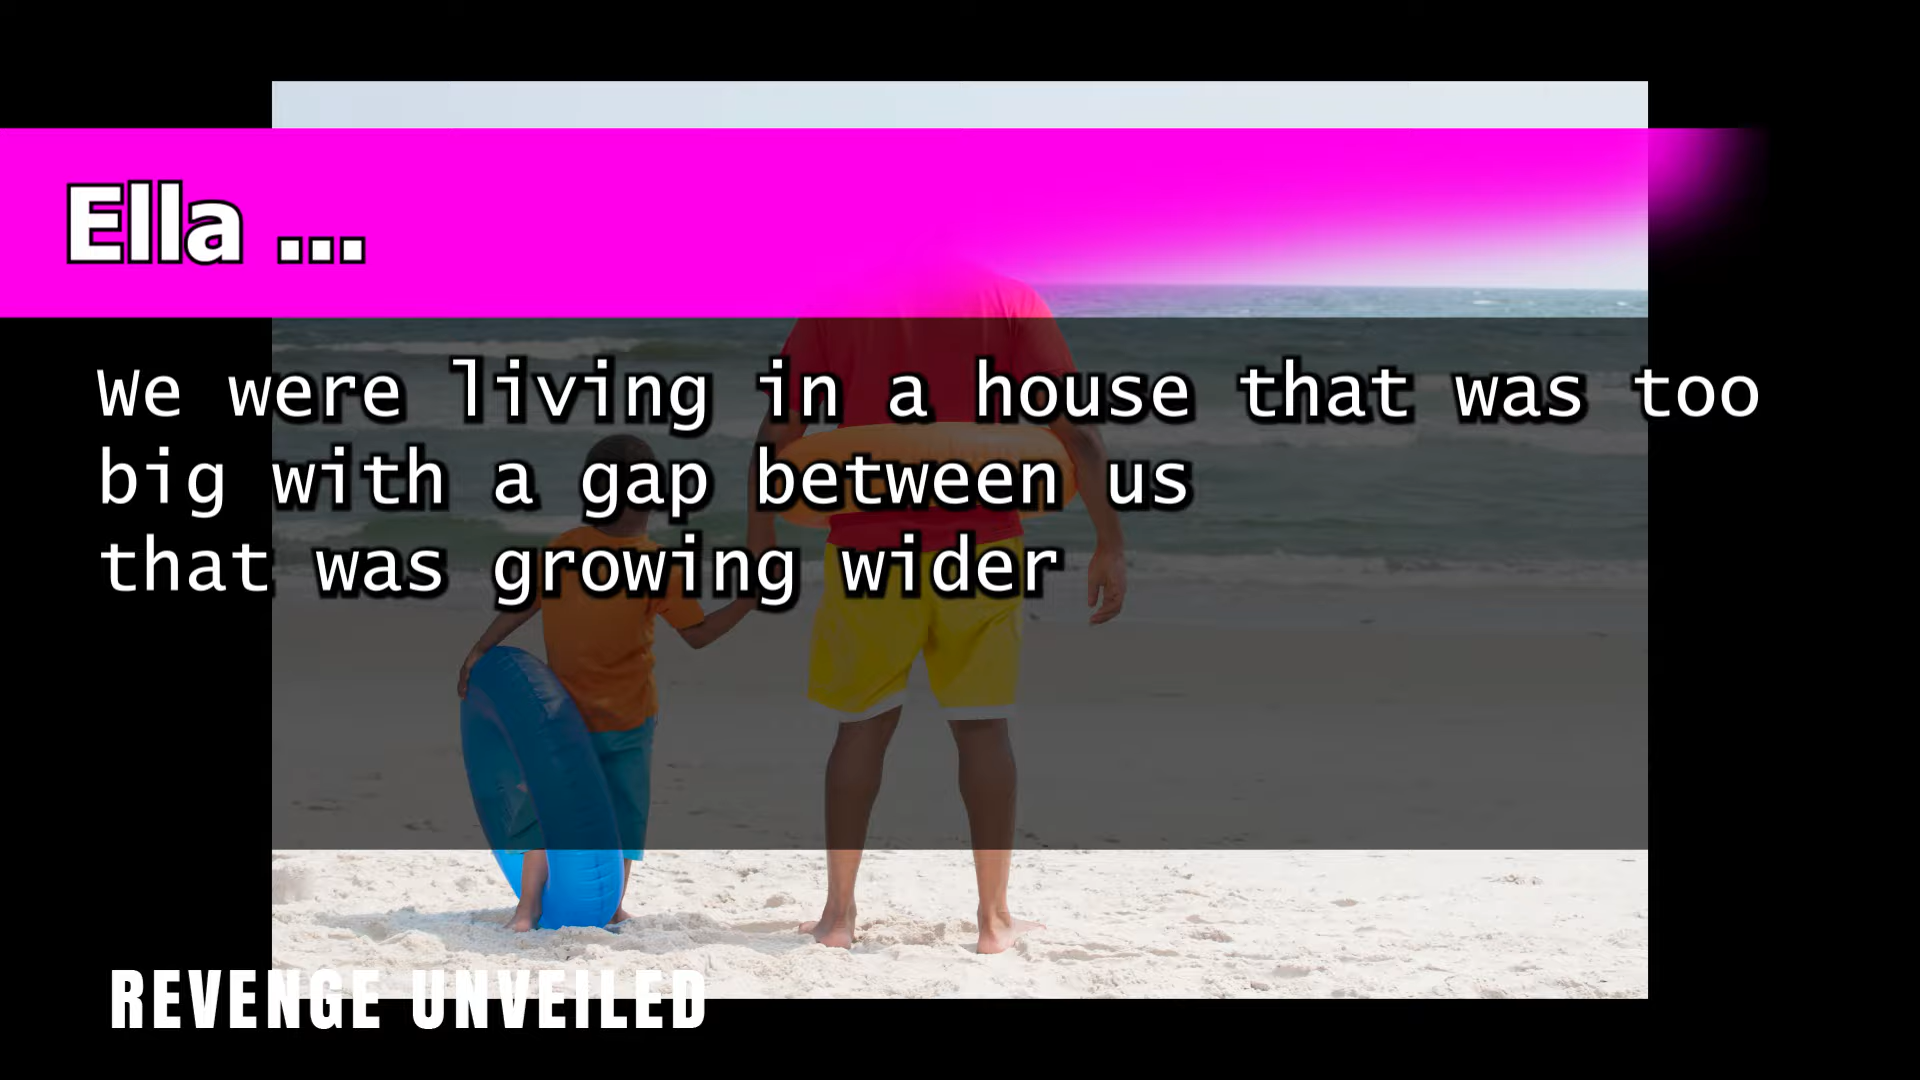 Ella ...
We were living in a house that was too
big with a gap between us
that was growing wider
REVENGE UNVEILED